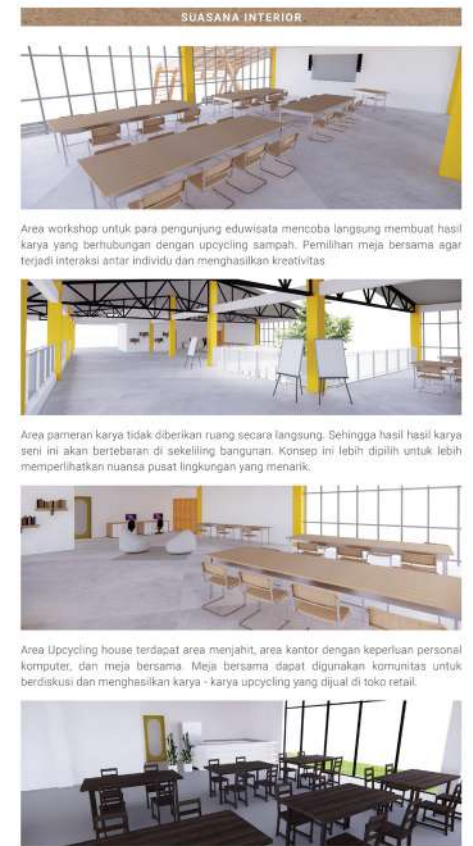 SUASANA INTERIOR
Area workshop untuk para pengunjung eduwisata mencoba langsung membuat hasil
karya yang berhubungan dengan upcycling sampah. Pemilihan meja bersama agar
terjadi interaksi antar individu dan menghasilkan kreativitas
Area pameran karya tidak diberikan ruang secara langsung. Sehingga hasil hasil karya
seni ini akan bertebaran di sekeliling bangunan. Konsep ini lebih dipilih untuk lebih
memperlihatkan nuansa pusat lingkungan yang menarik.
Area Upcycling house terdapat area menjahit, area kantor dengan keperluan personal
komputer, dan meja bersama. Meja bersama dapat digunakan komunitas untuk
berdiskusi dan menghasilkan karya - karya upcycling yang dijual di toko retail.